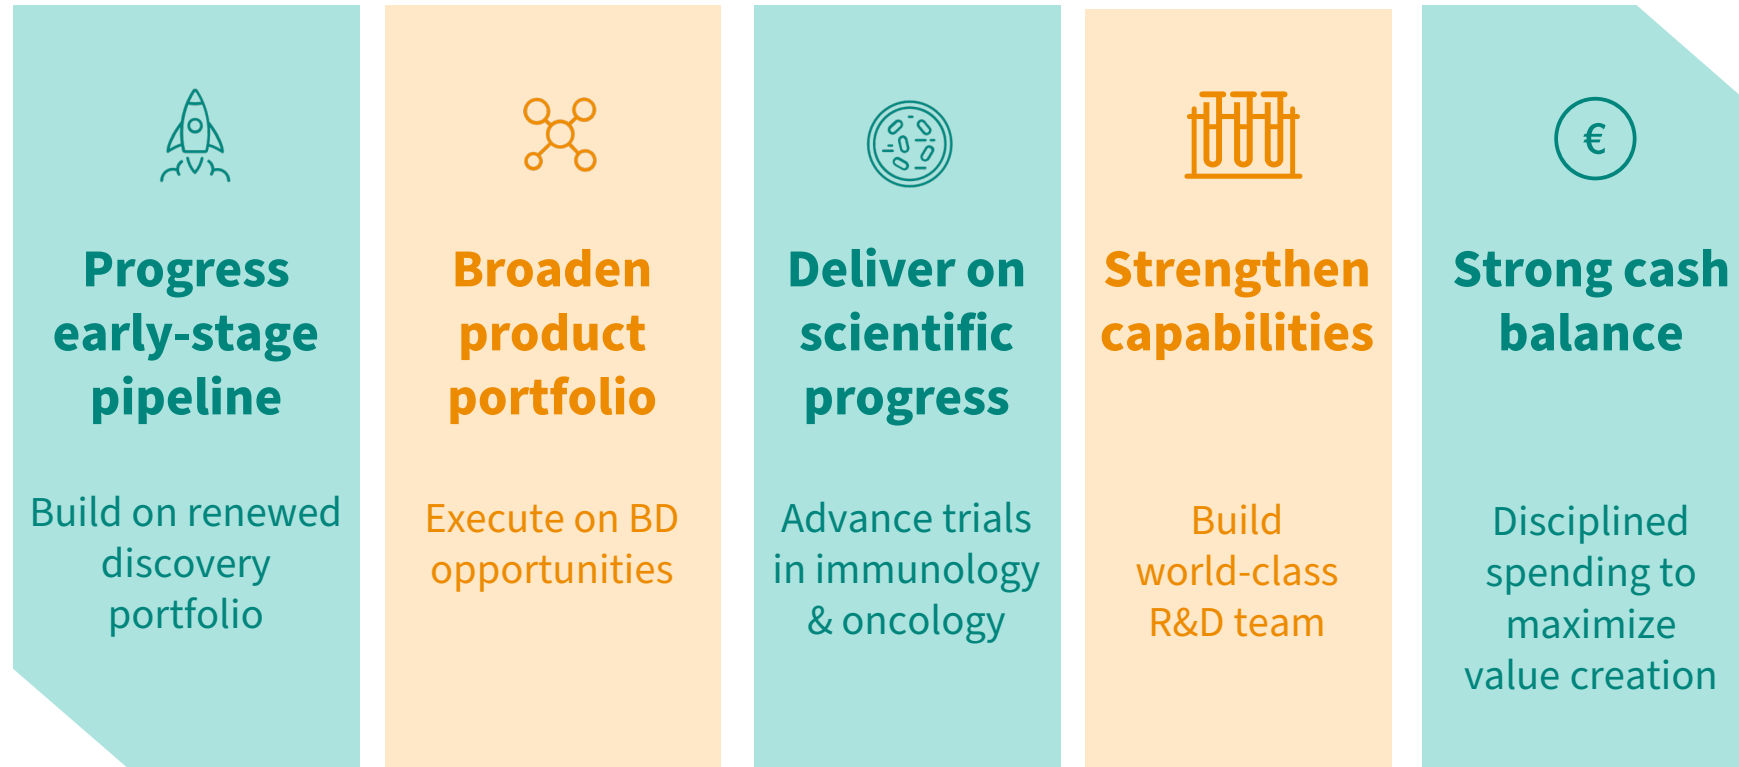 Progress
early-stage
pipeline
Build on renewed
discovery
portfolio
Broaden
product
portfolio
Execute on BD
opportunities
Deliver on
scientific
progress
Advance trials
in immunology
& oncology
Strengthen
capabilities
Build
world-class
R&D team
€
Strong cash
balance
Disciplined
spending to
maximize
value creation